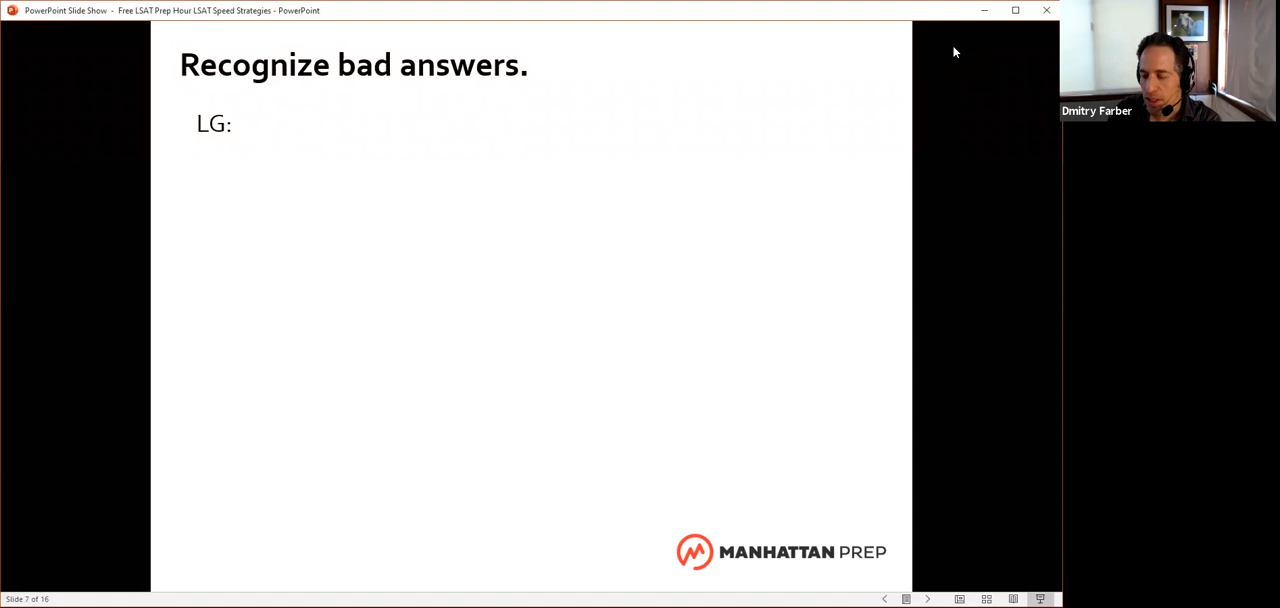 PowerPoint Slide Show - Free LSAT Prep Hour LSAT Speed Strategies - PowerPoint
Recognize bad answers.
LG:
Dmitry Farber
MANHATTAN PREP
Slide 7 of 16